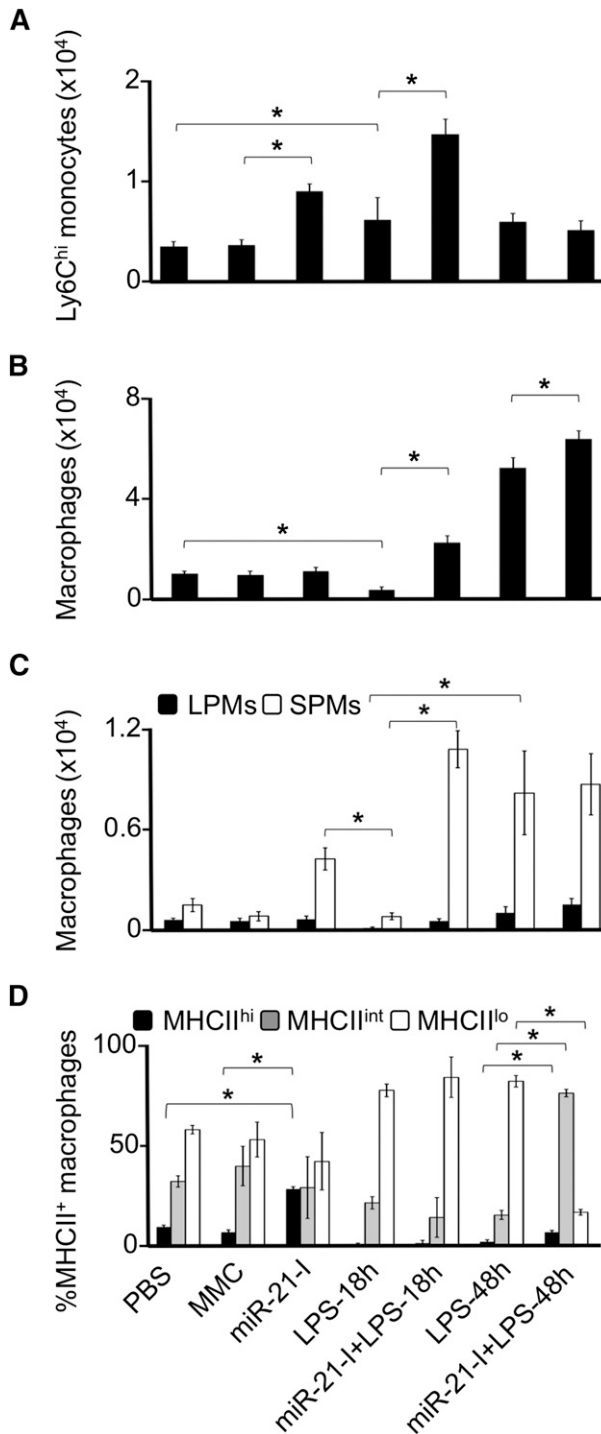 A
Ly6Chi monocytes (x104)
2
1
0
*
*
*
B
Macrophages (x104)
8
4
0
*
*
*
C
Macrophages (x104)
LPMs SPMs
1.2
0.6
0
*
*
*
D
%MHCII+ macrophages
MHCIIhi MHCIIint MHCIIlo
100
50
0
*
*
*
*
*
PBS
MMC
miR-21-I
LPS-18h
miR-21-I+LPS-18h
LPS-48h
miR-21-I+LPS-48h